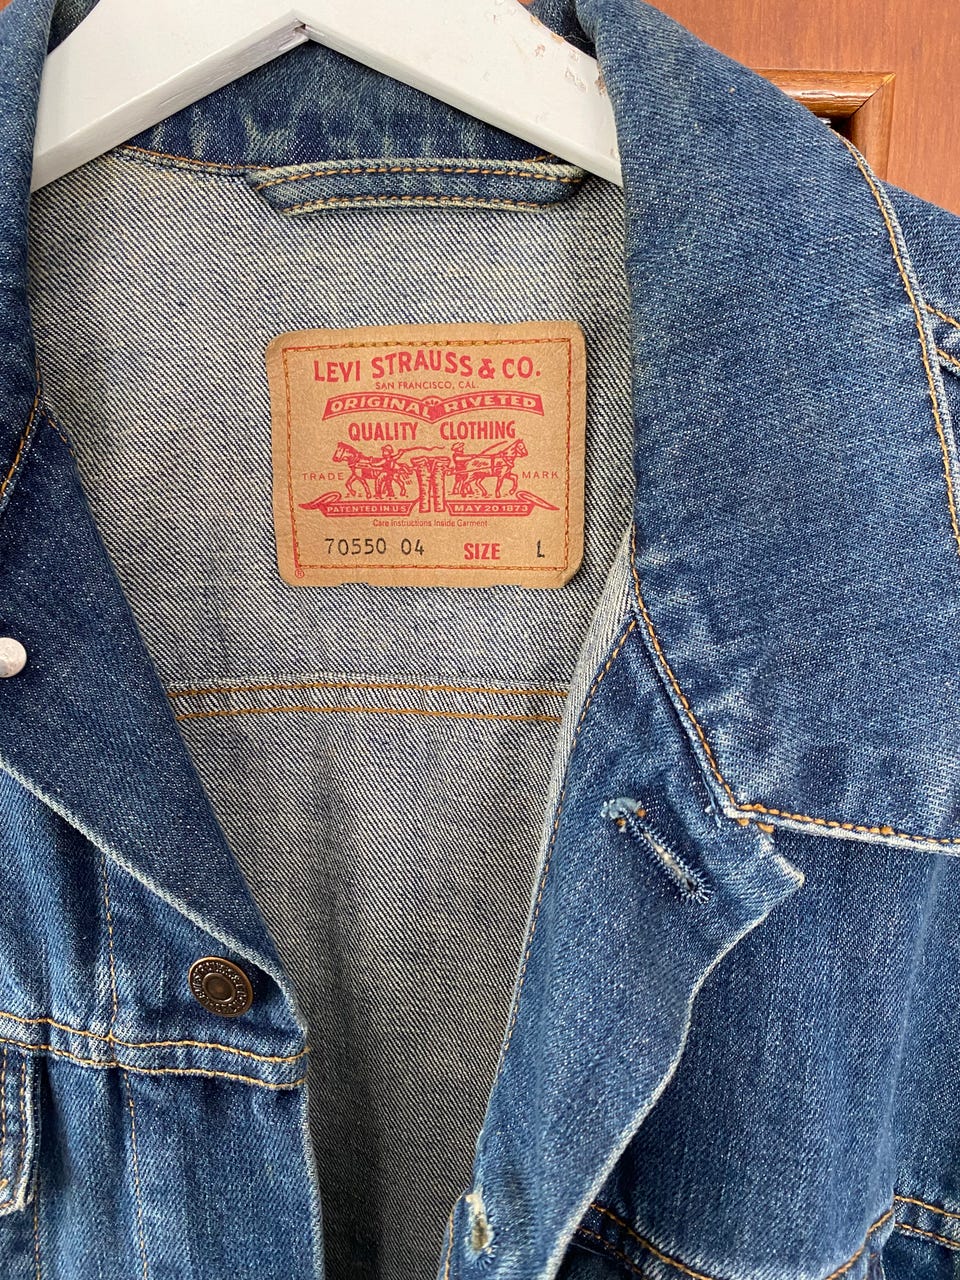 LEVI STRAUSS & CO.
SAN FRANCISCO, CAL.
ORIGINAL RIVETED
QUALITY CLOTHING
TRADE MARK
PATENTED IN U S MAY 20 1873
Care Instructions Inside Garment
70550 04 SIZE L
®